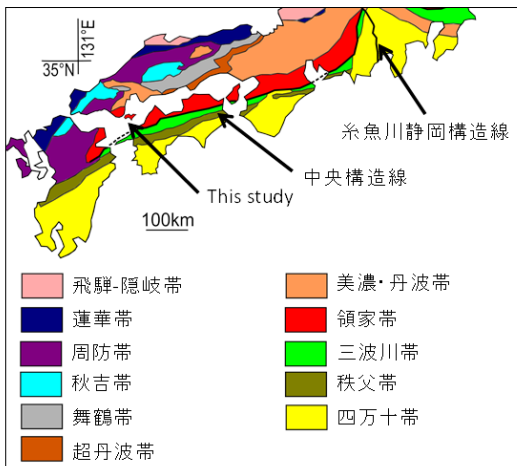 131°E
35°N
糸魚川静岡構造線
中央構造線
This study
100km
飛騨-隠岐帯
蓮華帯
周防帯
秋吉帯
舞鶴帯
超丹波帯
美濃・丹波帯
領家帯
三波川帯
秩父帯
四万十帯